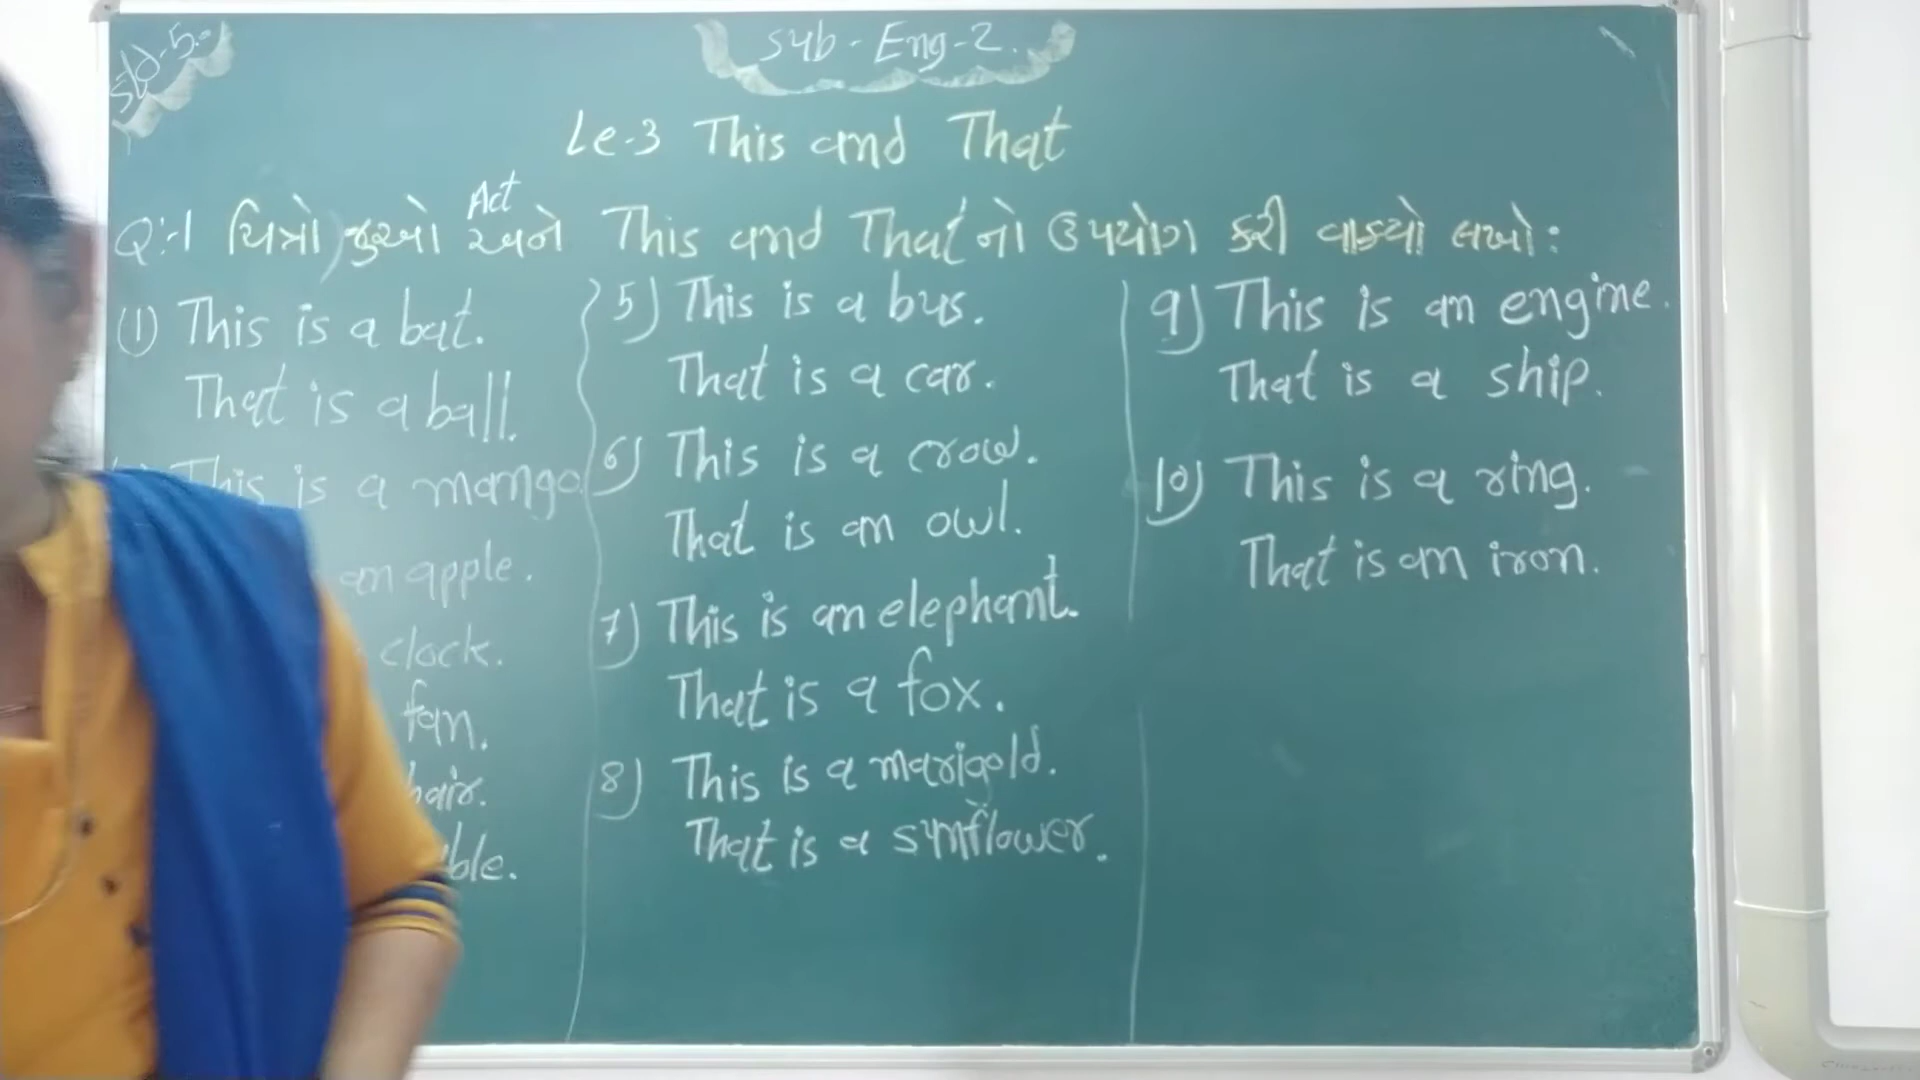 Std-5.
Sub - Eng-2.
Le-3 This and That
Act
Q:-1 ચિત્રો જુઓ અને This and That નો ઉપયોગ કરી વાક્યો લખો:
(1) This is a bat.
That is a ball.
This is a mango
an apple.
clock.
fan.
5) This is a bus.
That is a car.
6) This is a crow.
That is an owl.
7) This is an elephant.
That is a fox.
8) This is a marigold.
That is a sunflower.
9) This is an engine.
That is a ship.
10) This is a ring.
That is an iron.